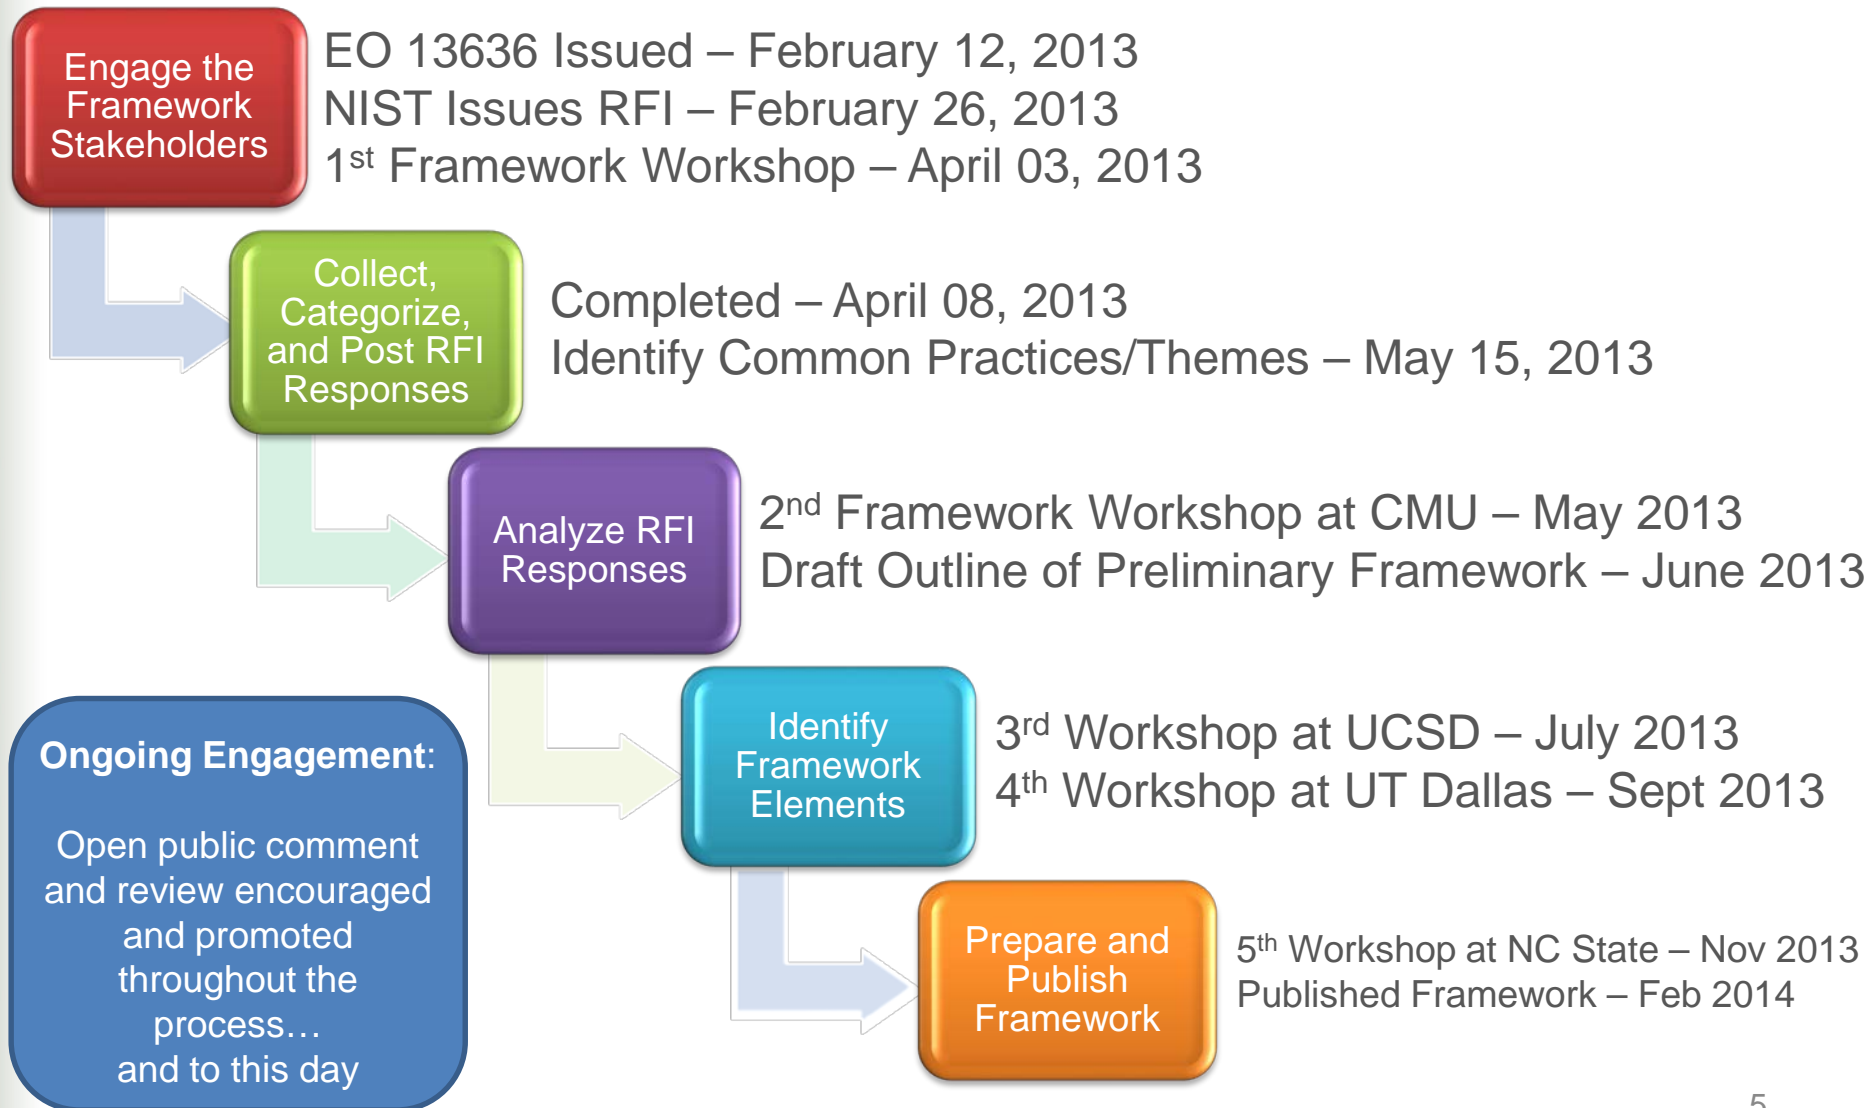 Engage the
Framework
Stakeholders
EO 13636 Issued – February 12, 2013
NIST Issues RFI – February 26, 2013
1st Framework Workshop – April 03, 2013
Collect,
Categorize,
and Post RFI
Responses
Completed – April 08, 2013
Identify Common Practices/Themes – May 15, 2013
Analyze RFI
Responses
2nd Framework Workshop at CMU – May 2013
Draft Outline of Preliminary Framework – June 2013
Identify
Framework
Elements
3rd Workshop at UCSD – July 2013
4th Workshop at UT Dallas – Sept 2013
Prepare and
Publish
Framework
5th Workshop at NC State – Nov 2013
Published Framework – Feb 2014
Ongoing Engagement:
Open public comment
and review encouraged
and promoted
throughout the
process…
and to this day
5